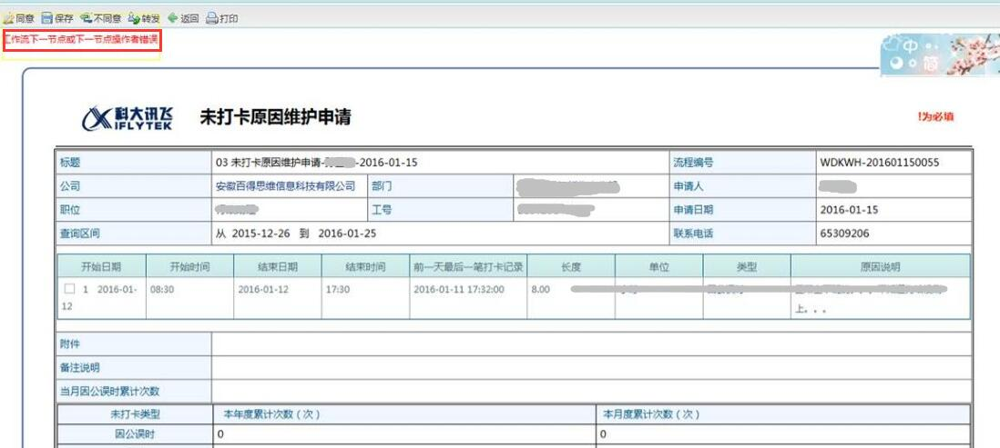 同意 保存 不同意 转发 返回 打印
工作流下一节点或下一节点操作者错误
中
简
科大讯飞
IFLYTEK
未打卡原因维护申请
!为必填
标题 03 未打卡原因维护申请- -2016-01-15 流程编号 WDKWH-201601150055
公司 安徽百得思维信息科技有限公司 部门 申请人
职位 工号 申请日期 2016-01-15
查询区间 从 2015-12-26 到 2016-01-25 联系电话 65309206
开始日期 开始时间 结束日期 结束时间 前一天最后一笔打卡记录 长度 单位 类型 原因说明
1 2016-01- 08:30 2016-01-12 17:30 2016-01-11 17:32:00 8.00
12 上。。。
附件
备注说明
当月因公误时累计次数
未打卡类型 本年度累计次数（次） 本月度累计次数（次）
因公误时 0 0